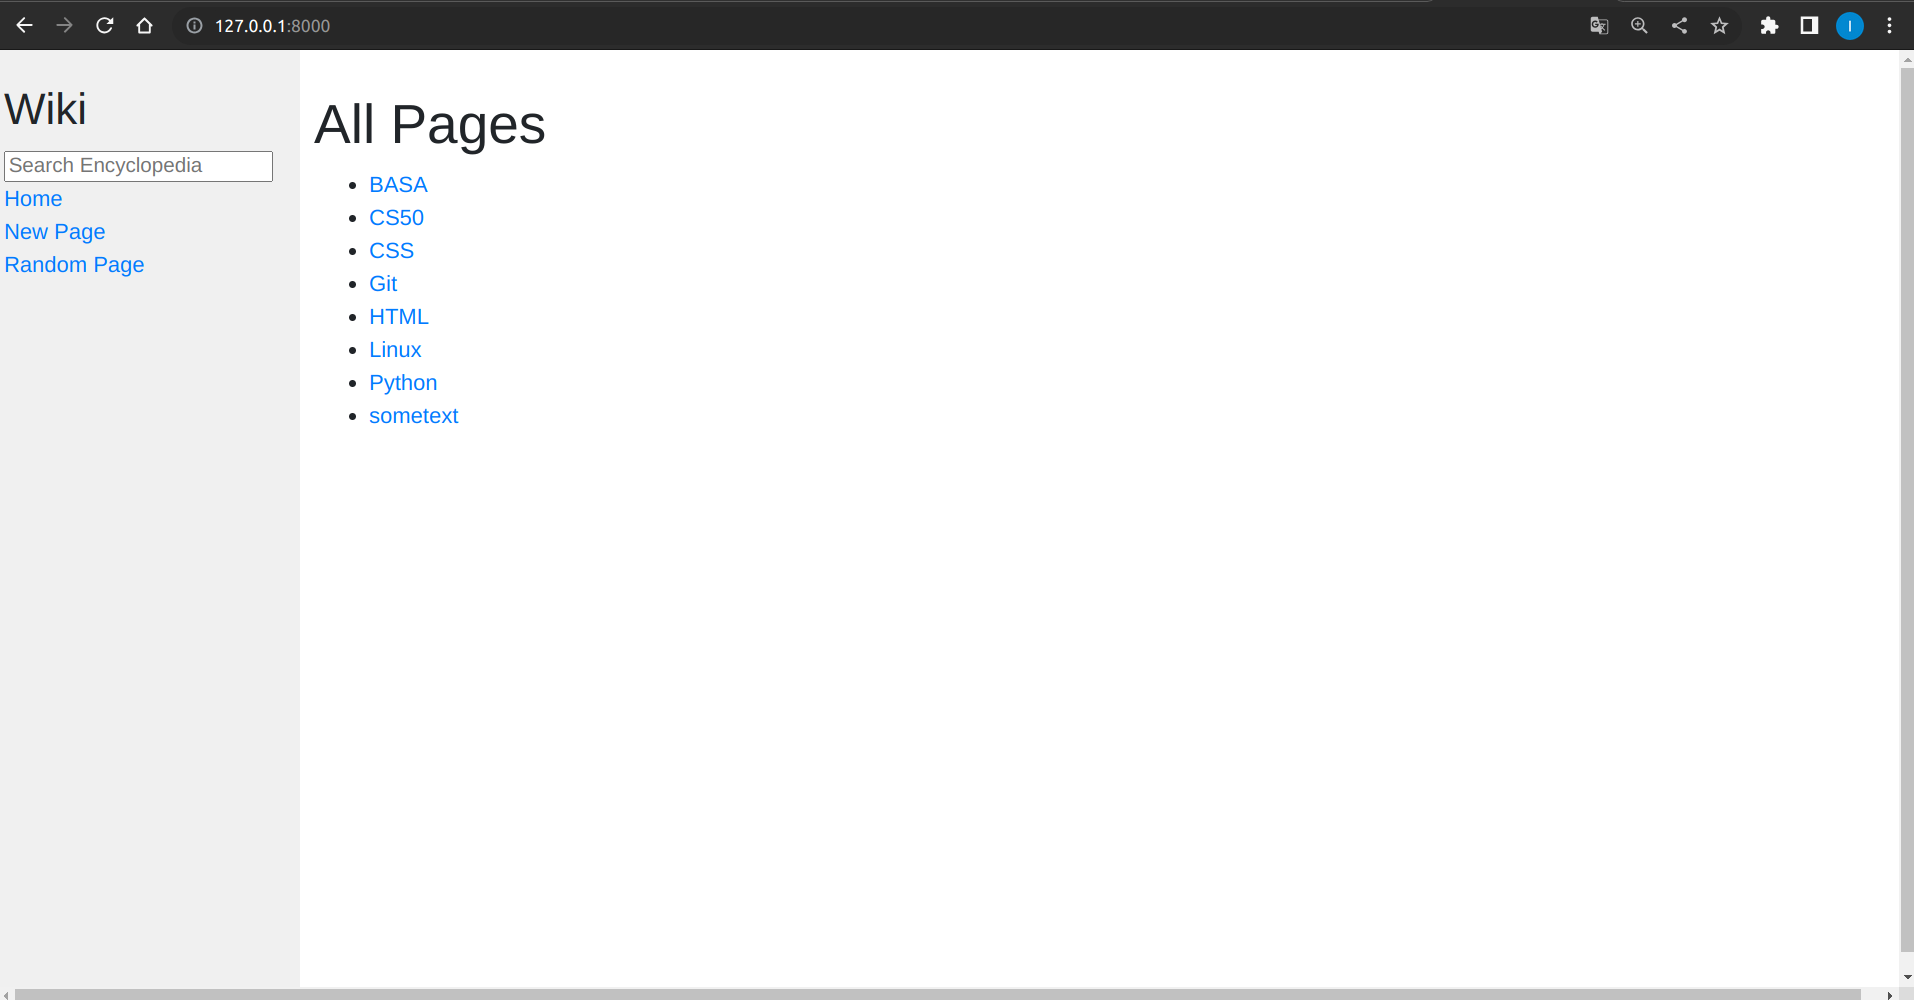 127.0.0.1:8000
I
Wiki
Search Encyclopedia
Home
New Page
Random Page
All Pages
BASA
CS50
CSS
Git
HTML
Linux
Python
sometext